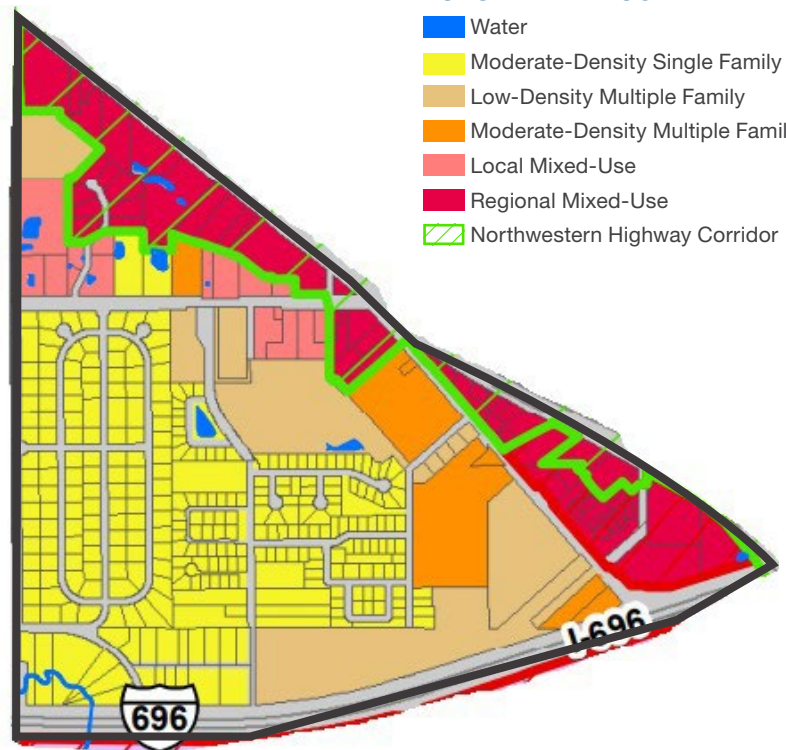 Water
Moderate-Density Single Family
Low-Density Multiple Family
Moderate-Density Multiple Famil
Local Mixed-Use
Regional Mixed-Use
Northwestern Highway Corridor
I-696
696